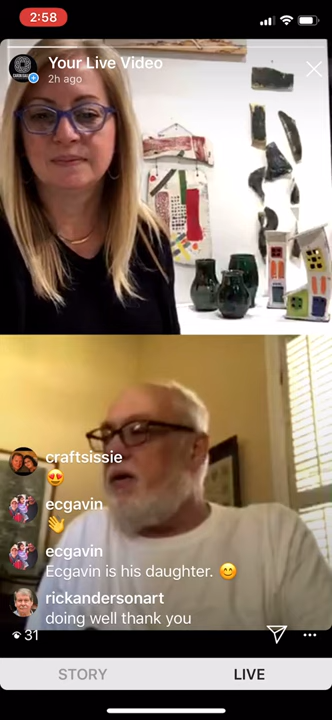 2:58
Your Live Video
2h ago
craftsissie
😍
ecgavin
👋
ecgavin
Ecgavin is his daughter. 😊
rickandersonart
doing well thank you
31
STORY LIVE